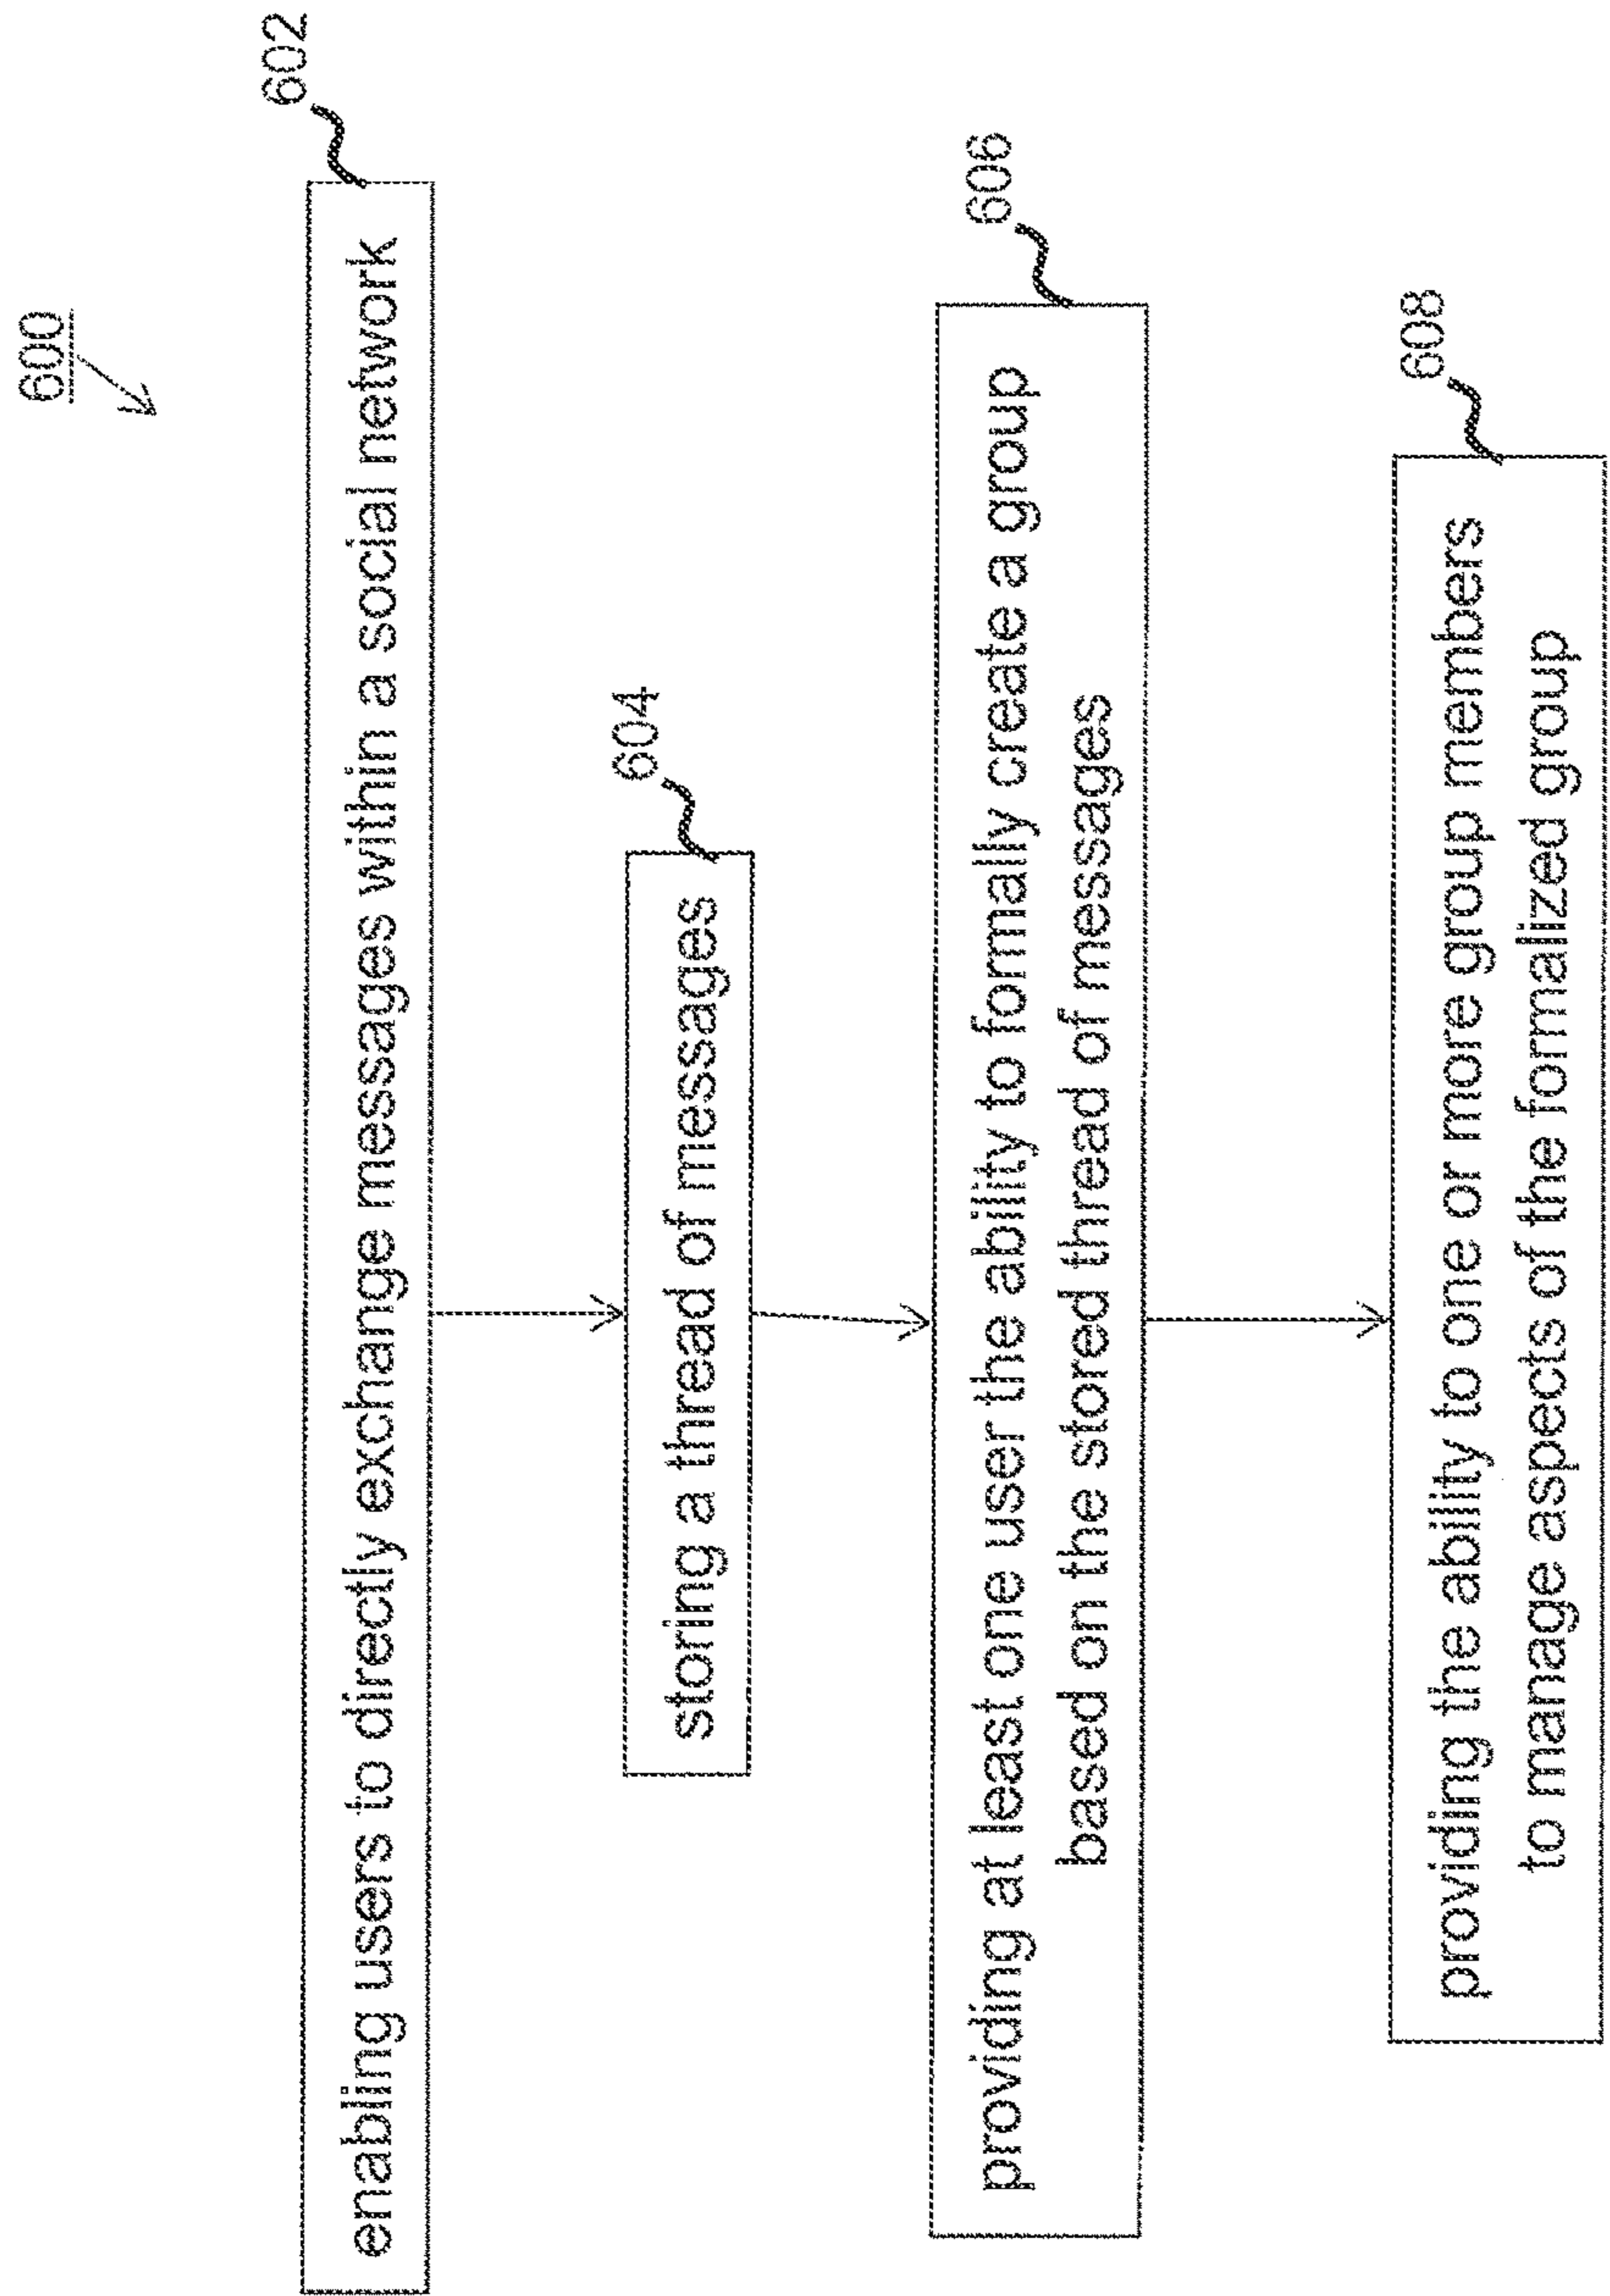 600
602
enabling users to directly exchange messages within a social network
604
storing a thread of messages
606
providing at least one user the ability to formally create a group
based on the stored thread of messages
608
providing the ability to one or more group members
to manage aspects of the formalized group